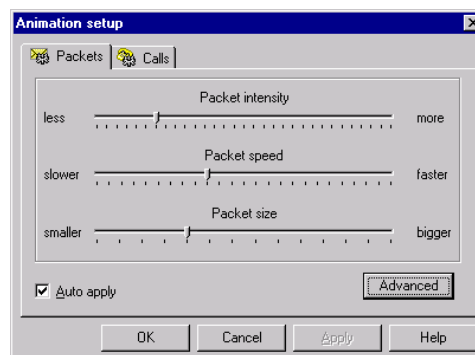 Animation setup
Packets Calls
Packet intensity
less more
Packet speed
slower faster
Packet size
smaller bigger
Auto apply
Advanced
OK Cancel Apply Help